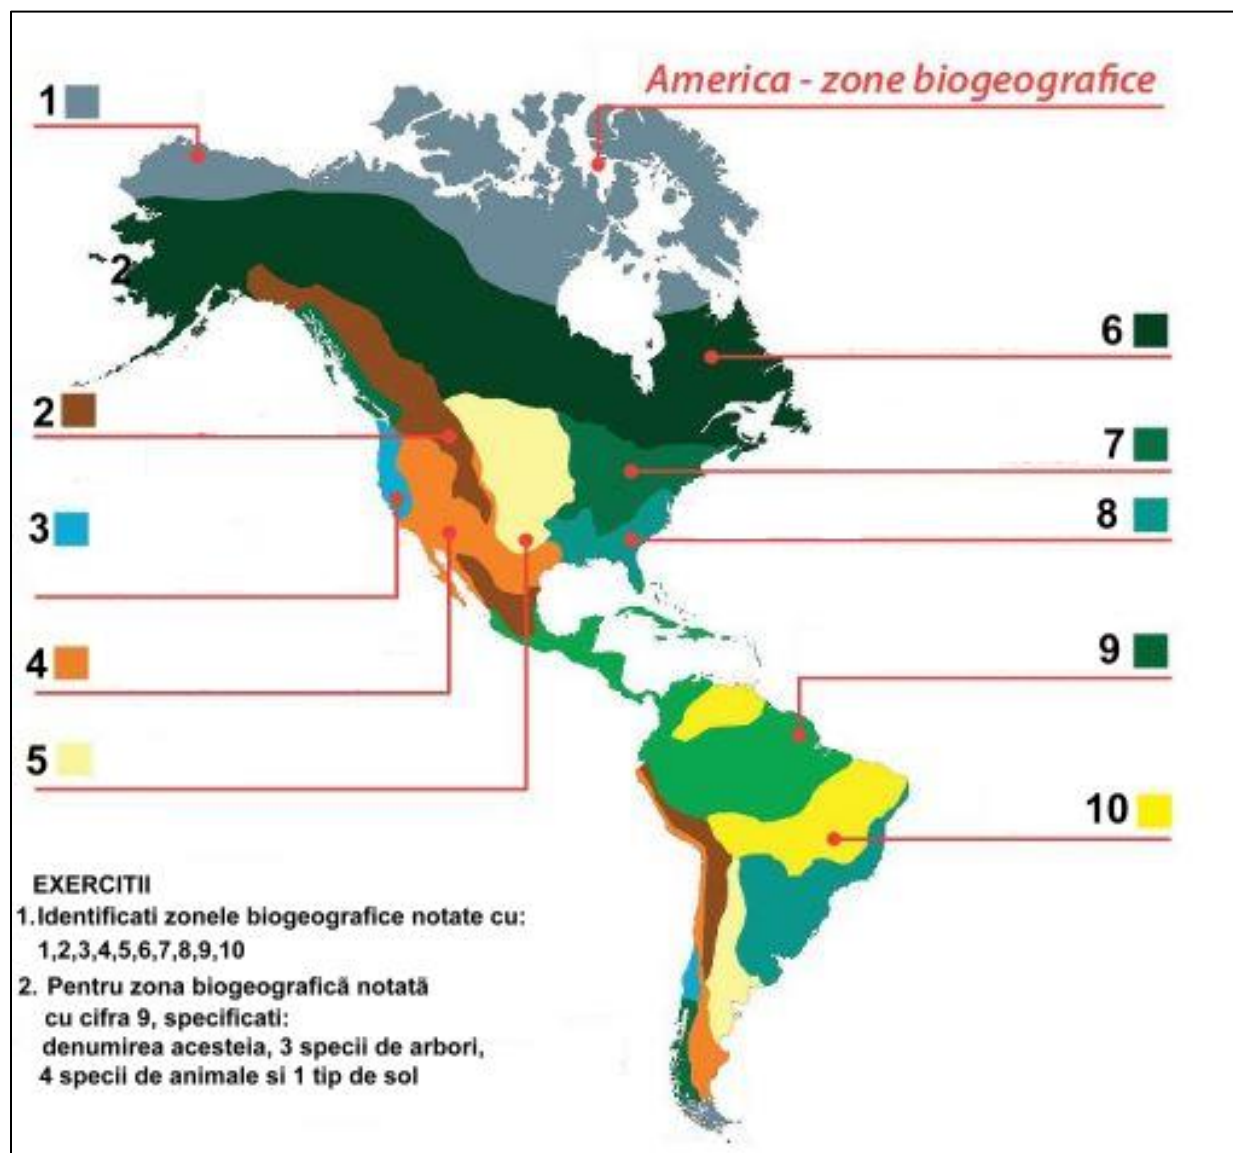 America - zone biogeografice
1
2
6
2
7
3
8
4
9
5
10
EXERCITII
1. Identificati zonele biogeografice notate cu:
1,2,3,4,5,6,7,8,9,10
2. Pentru zona biogeografică notată
cu cifra 9, specificati:
denumirea acesteia, 3 specii de arbori,
4 specii de animale si 1 tip de sol